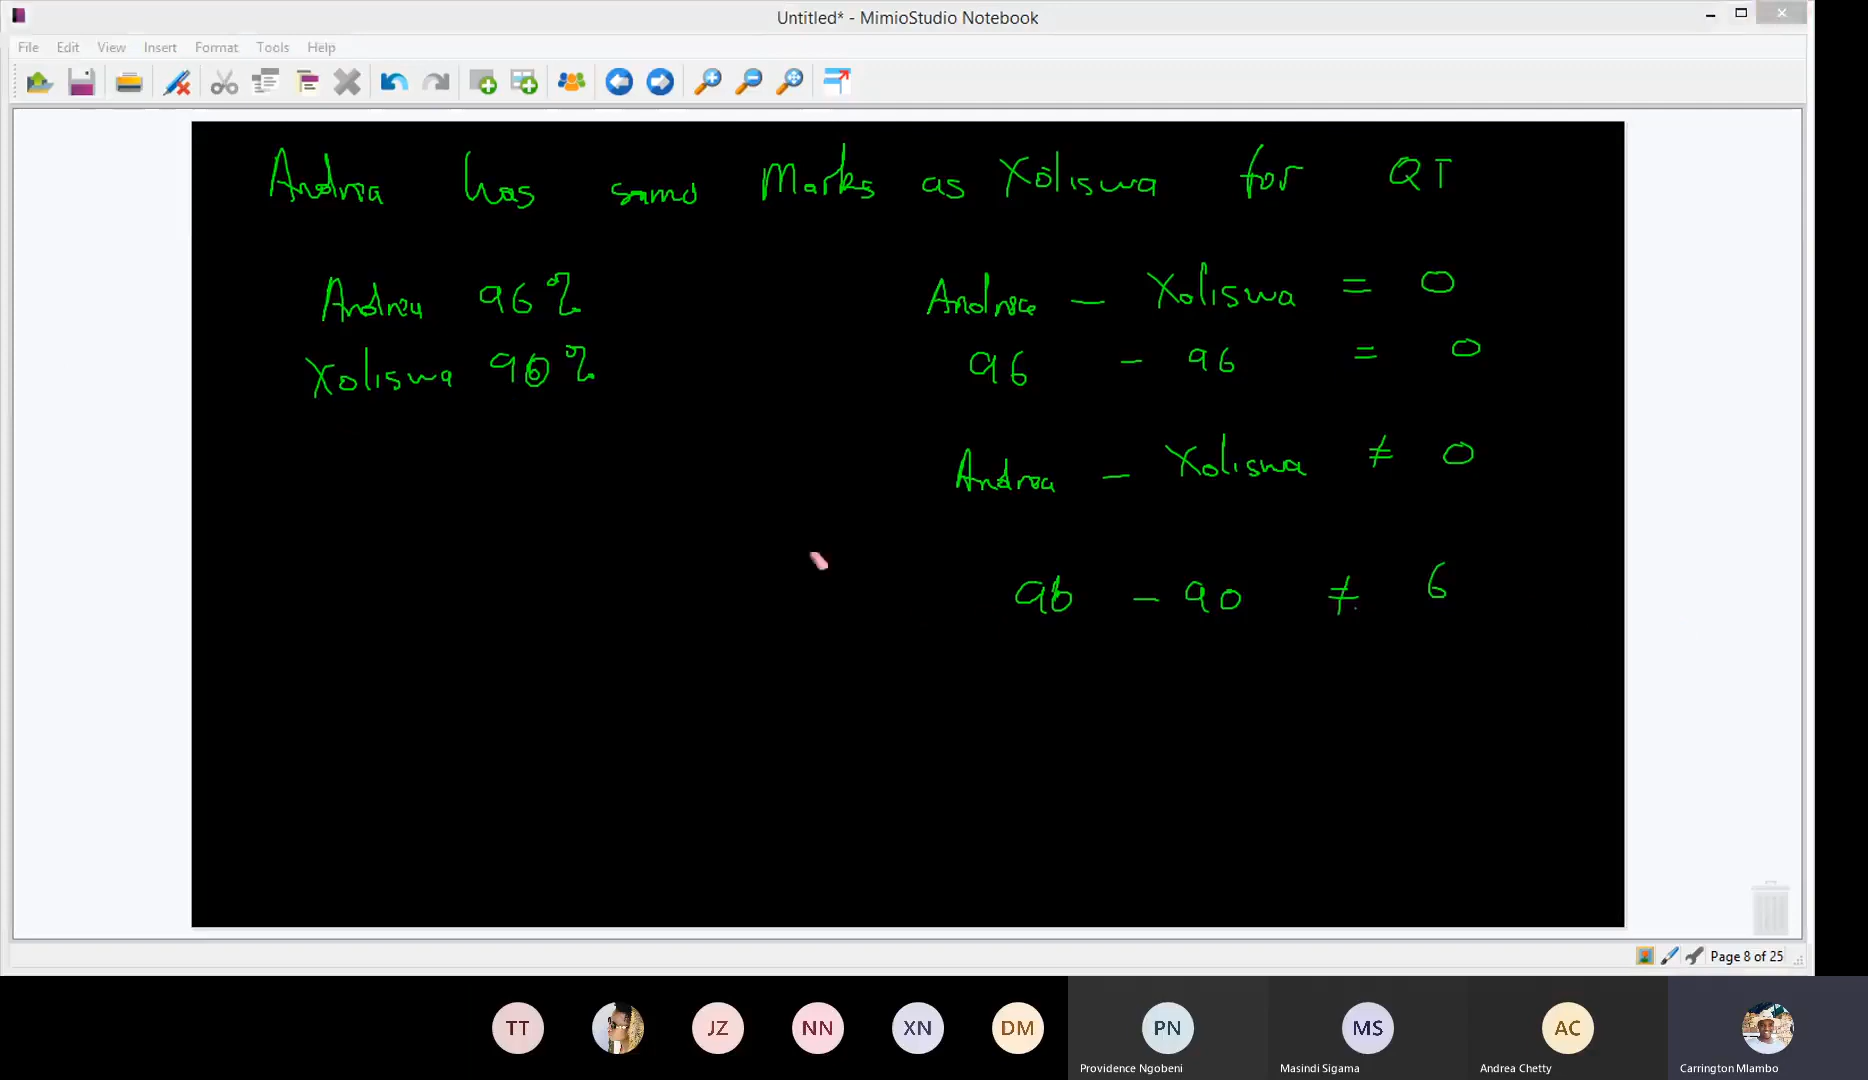 Untitled* - MimioStudio Notebook
File Edit View Insert Format Tools Help
Andrea has same Marks as Xoliswa for QT
Andrea 96%
Xoliswa 90%
Andrea - Xoliswa = 0
96 - 96 = 0
Andrea - Xoliswa ≠ 0
96 - 90 ≠ 6
Page 8 of 25
TT JZ NN XN DM PN MS AC
Providence Ngobeni Masindi Sigama Andrea Chetty Carrington Mlambo